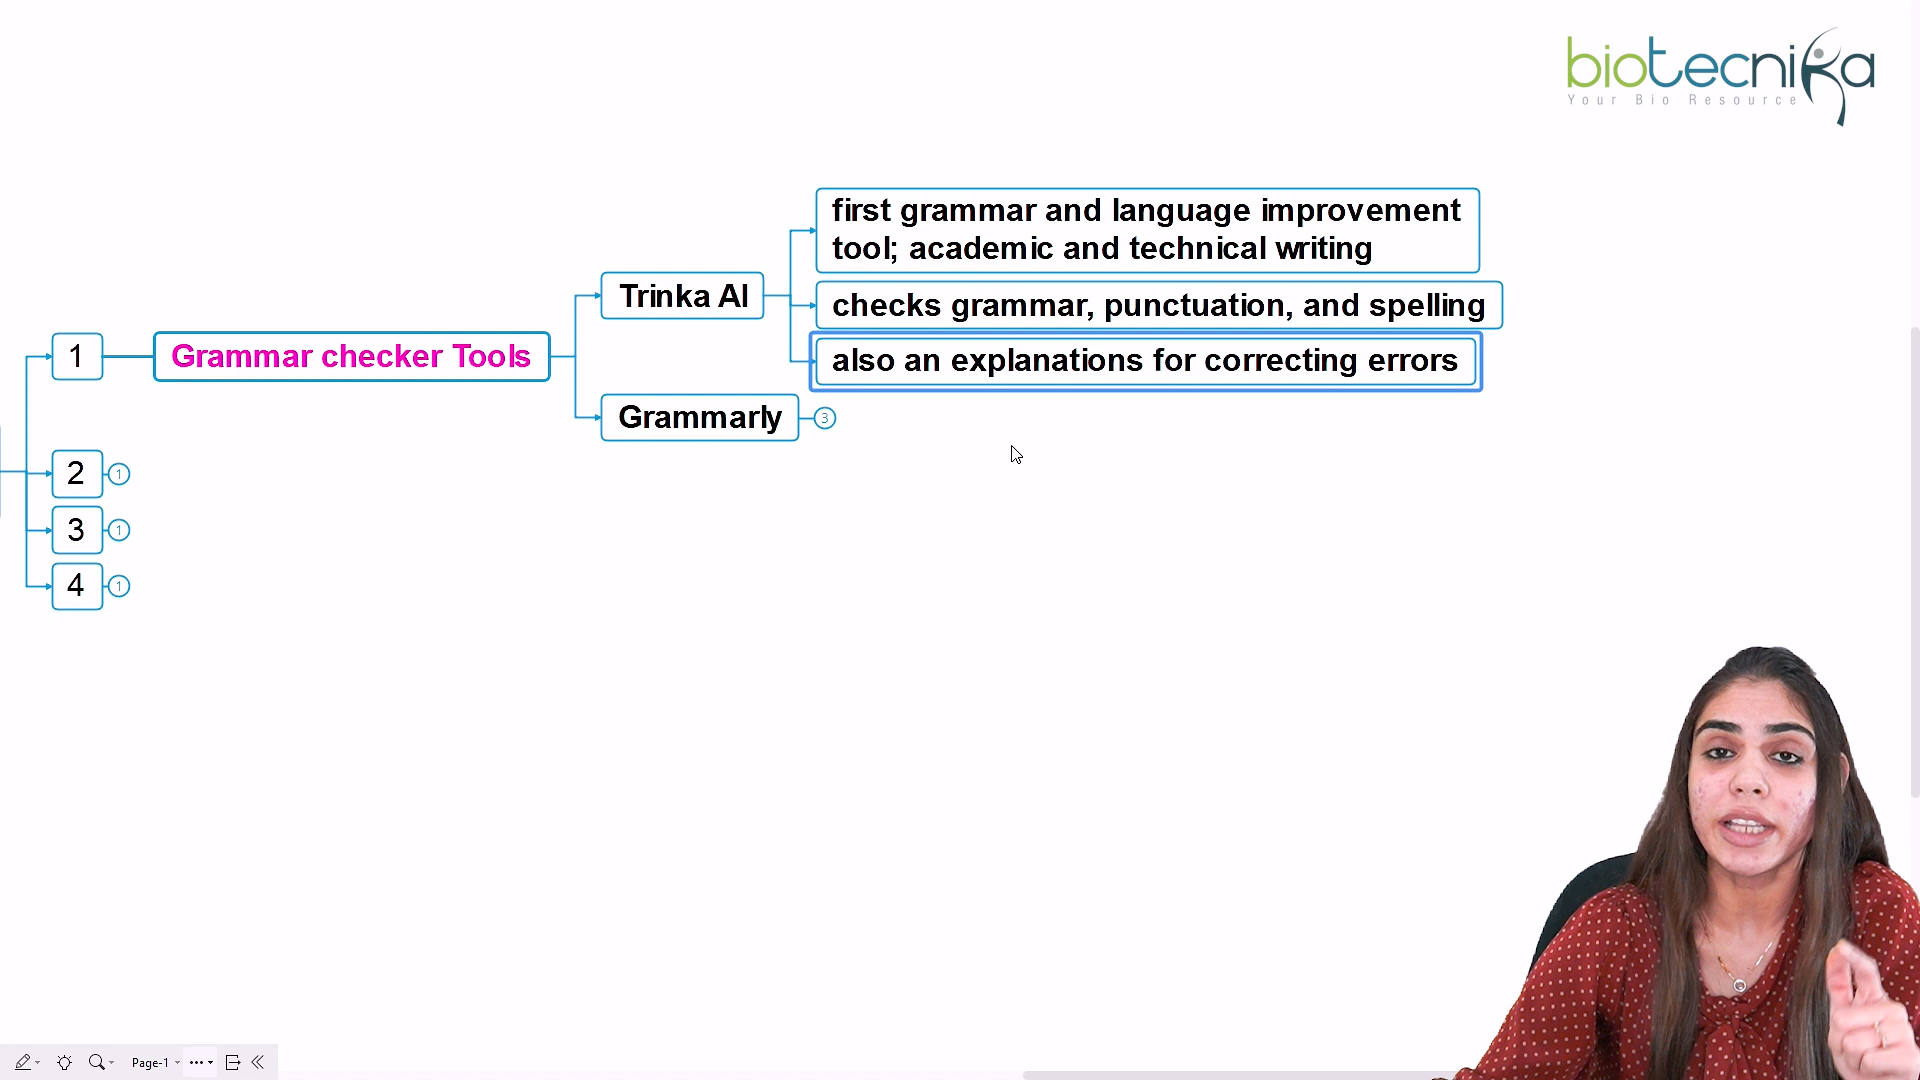 biotecnika
Your Bio Resource
first grammar and language improvement
tool; academic and technical writing
Trinka AI
checks grammar, punctuation, and spelling
1
Grammar checker Tools
also an explanations for correcting errors
Grammarly
3
2
1
3
1
4
1
Page-1